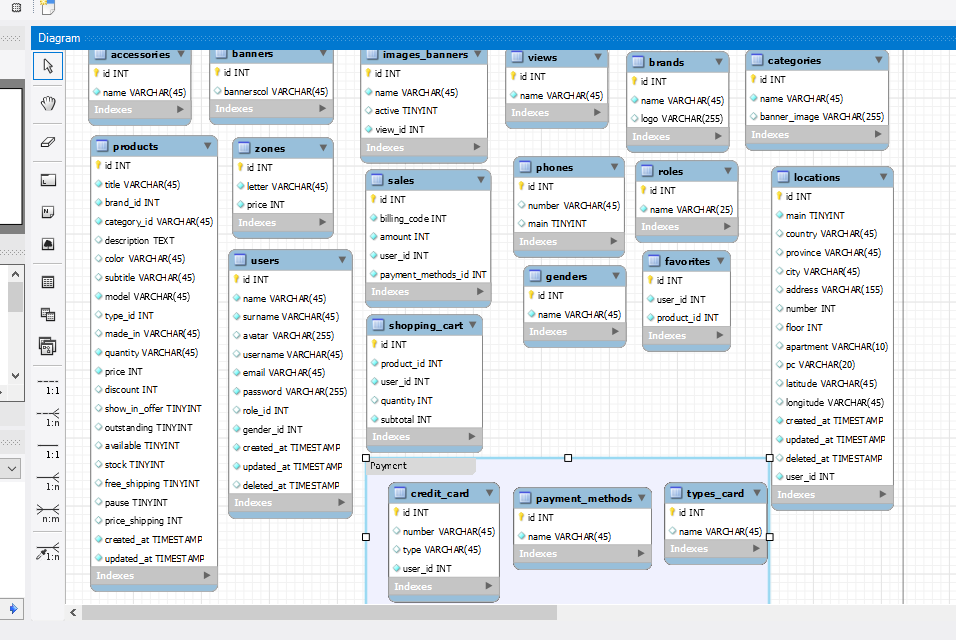 Diagram
accessories
id INT
name VARCHAR(45)
Indexes
banners
id INT
bannerscol VARCHAR(45)
Indexes
images_banners
id INT
name VARCHAR(45)
active TINYINT
view_id INT
Indexes
views
id INT
name VARCHAR(45)
Indexes
brands
id INT
name VARCHAR(45)
logo VARCHAR(255)
Indexes
categories
id INT
name VARCHAR(45)
banner_image VARCHAR(255)
Indexes
products
id INT
title VARCHAR(45)
brand_id INT
category_id VARCHAR(45)
description TEXT
color VARCHAR(45)
subtitle VARCHAR(45)
model VARCHAR(45)
type_id INT
made_in VARCHAR(45)
quantity VARCHAR(45)
price INT
discount INT
show_in_offer TINYINT
outstanding TINYINT
available TINYINT
stock TINYINT
free_shipping TINYINT
pause TINYINT
price_shipping INT
created_at TIMESTAMP
updated_at TIMESTAMP
Indexes
zones
id INT
letter VARCHAR(45)
price INT
Indexes
users
id INT
name VARCHAR(45)
surname VARCHAR(45)
avatar VARCHAR(255)
username VARCHAR(45)
email VARCHAR(45)
password VARCHAR(255)
role_id INT
gender_id INT
created_at TIMESTAMP
updated_at TIMESTAMP
deleted_at TIMESTAMP
Indexes
sales
id INT
billing_code INT
amount INT
user_id INT
payment_methods_id INT
Indexes
shopping_cart
id INT
product_id INT
user_id INT
quantity INT
subtotal INT
Indexes
phones
id INT
number VARCHAR(45)
main TINYINT
Indexes
genders
id INT
name VARCHAR(45)
Indexes
roles
id INT
name VARCHAR(25)
Indexes
favorites
id INT
user_id INT
product_id INT
Indexes
locations
id INT
main TINYINT
country VARCHAR(45)
province VARCHAR(45)
city VARCHAR(45)
address VARCHAR(155)
number INT
floor INT
apartment VARCHAR(10)
pc VARCHAR(20)
latitude VARCHAR(45)
longitude VARCHAR(45)
created_at TIMESTAMP
updated_at TIMESTAMP
deleted_at TIMESTAMP
user_id INT
Indexes
Payment
credit_card
id INT
number VARCHAR(45)
type VARCHAR(45)
user_id INT
Indexes
payment_methods
id INT
name VARCHAR(45)
Indexes
types_card
id INT
name VARCHAR(45)
Indexes
1:1
1:n
1:1
1:n
n:m
1:n